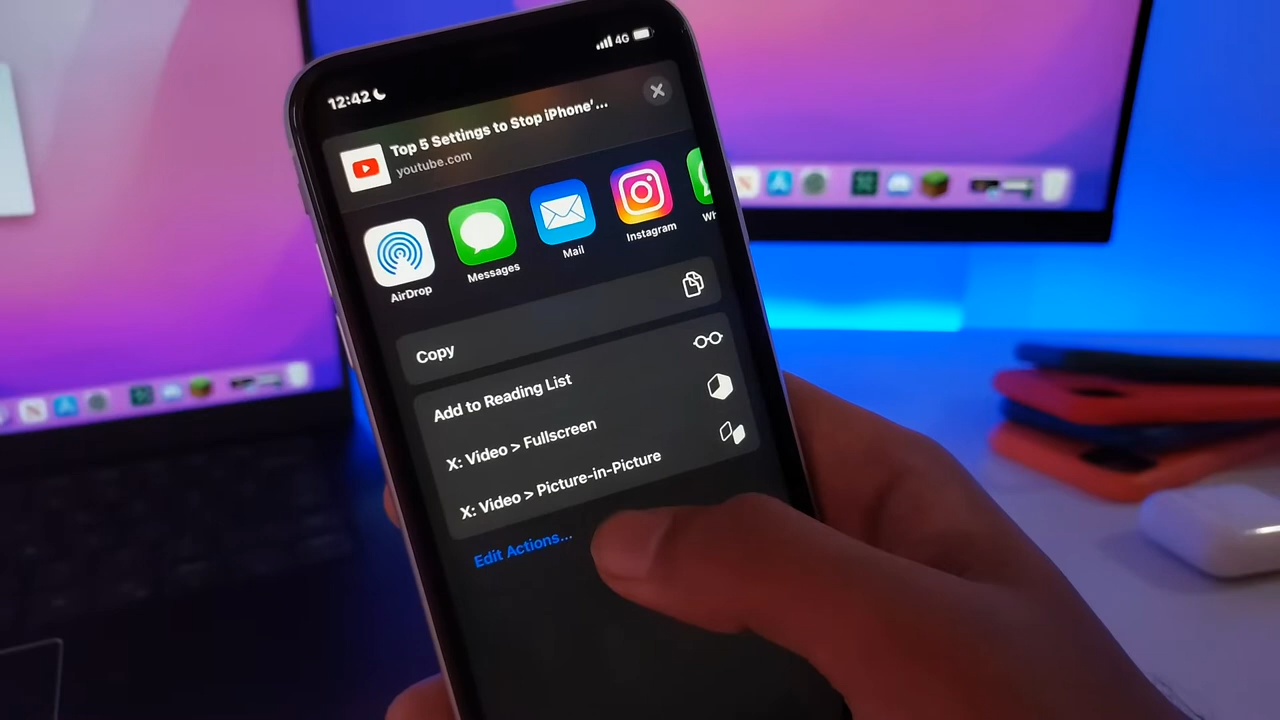 12:42
4G
Top 5 Settings to Stop iPhone'...
youtube.com
AirDrop
Messages
Mail
Instagram
Wh
Copy
Add to Reading List
X: Video > Fullscreen
X: Video > Picture-in-Picture
Edit Actions...